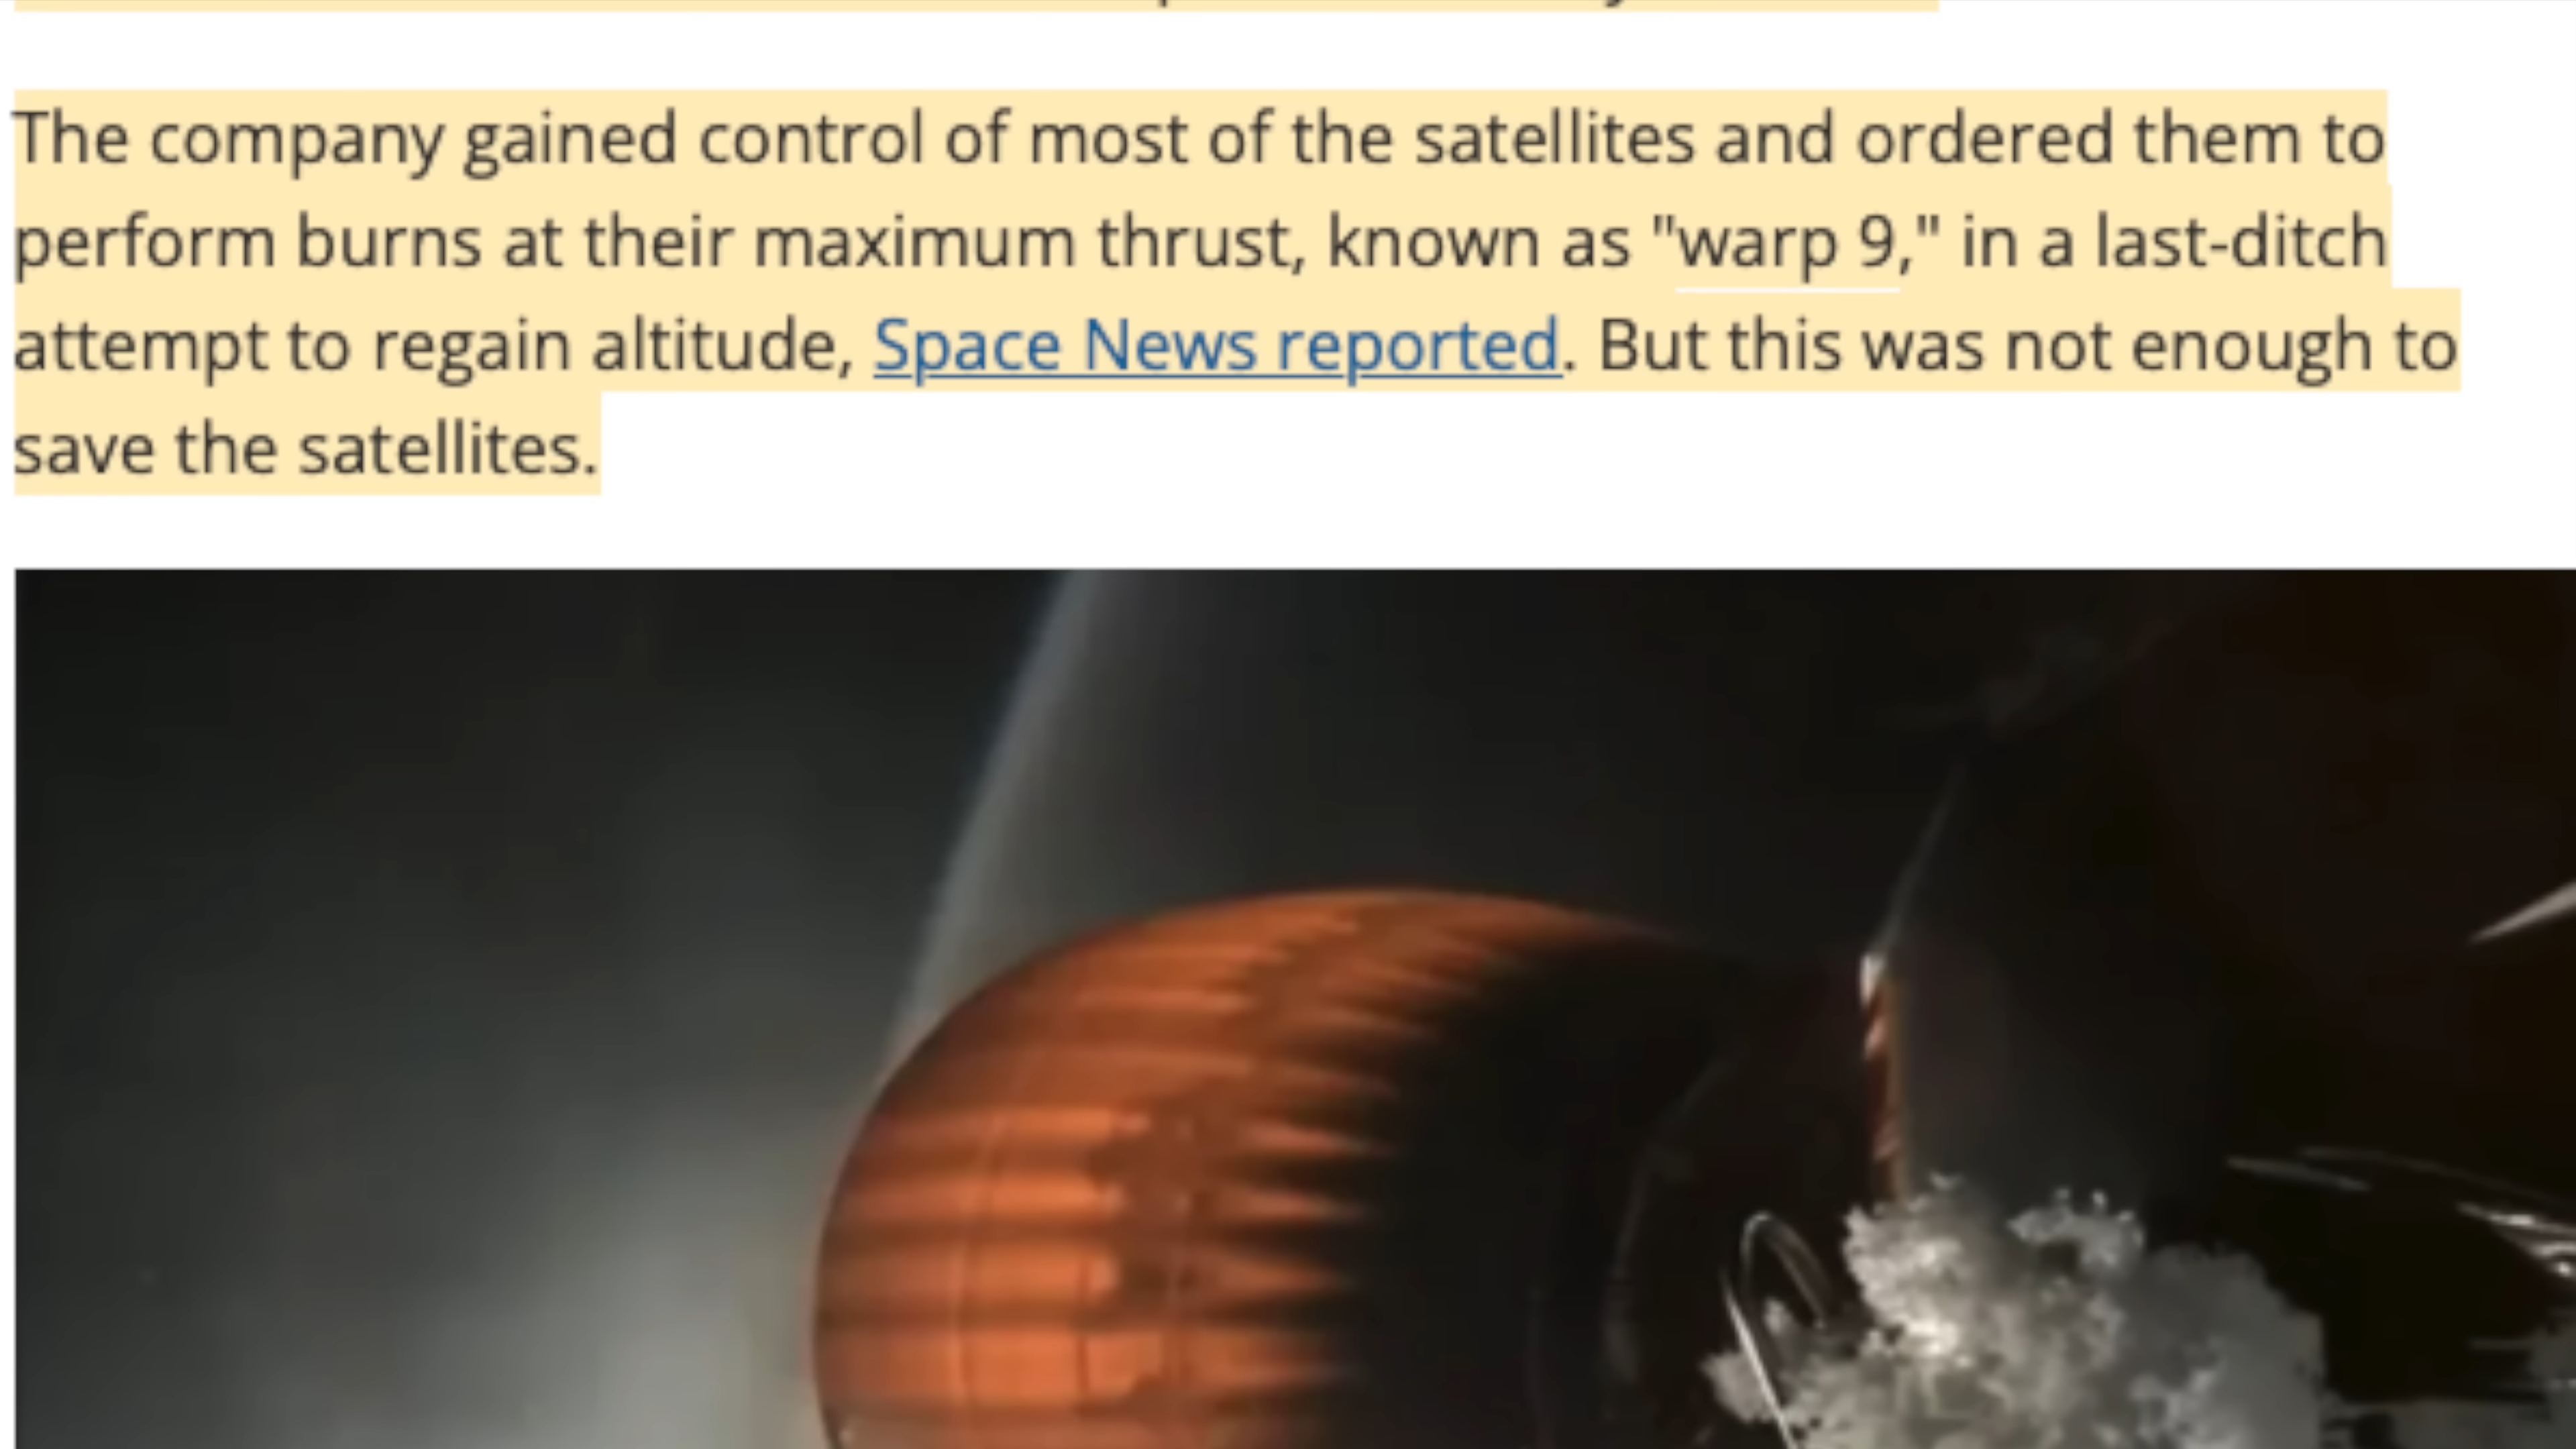 The company gained control of most of the satellites and ordered them to
perform burns at their maximum thrust, known as "warp 9," in a last-ditch
attempt to regain altitude, Space News reported. But this was not enough to
save the satellites.